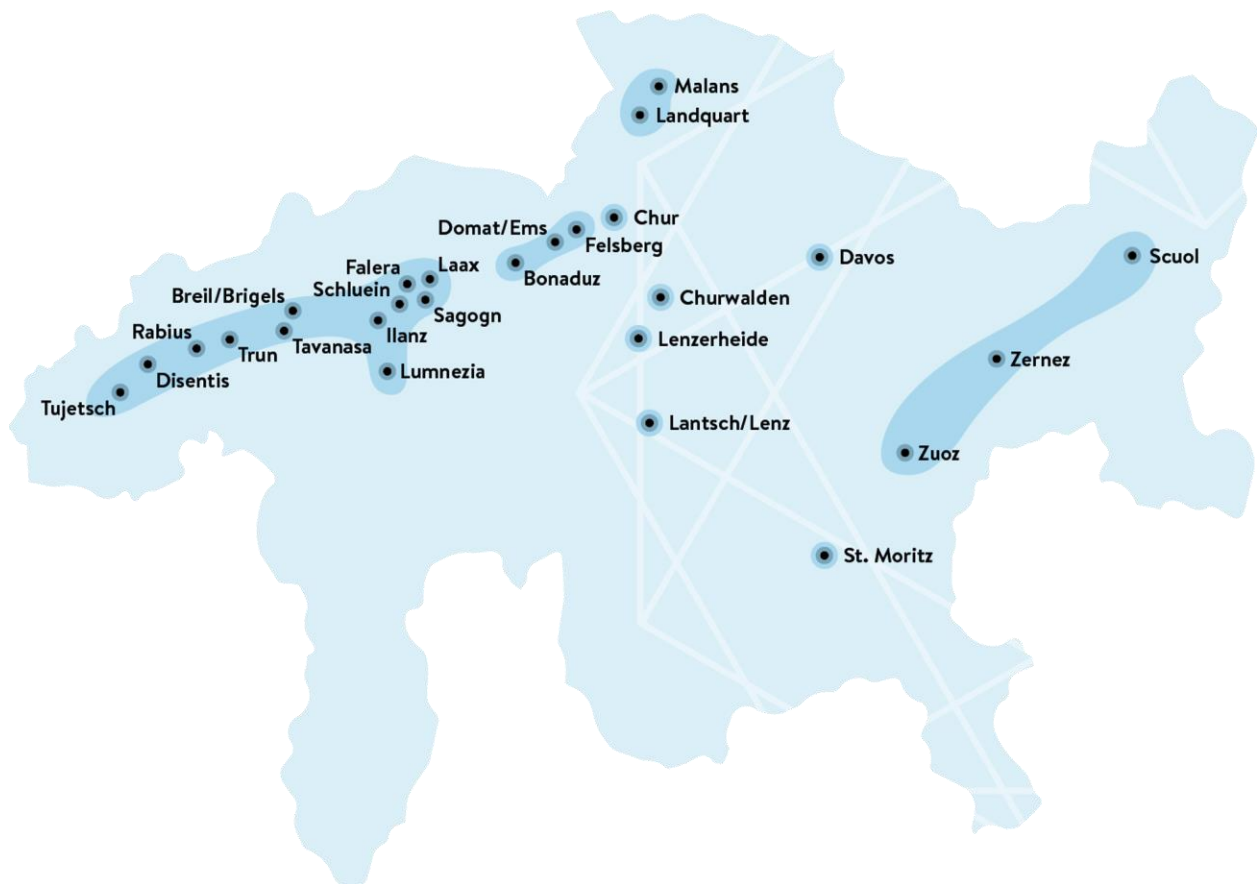 Malans
Landquart
Chur
Domat/Ems
Felsberg
Bonaduz
Davos
Scuol
Falera
Laax
Schluein
Breil/Brigels
Sagogn
Churwalden
Ilanz
Rabius
Tavanasa
Lenzerheide
Trun
Zernez
Disentis
Lumnezia
Tujetsch
Lantsch/Lenz
Zuoz
St. Moritz